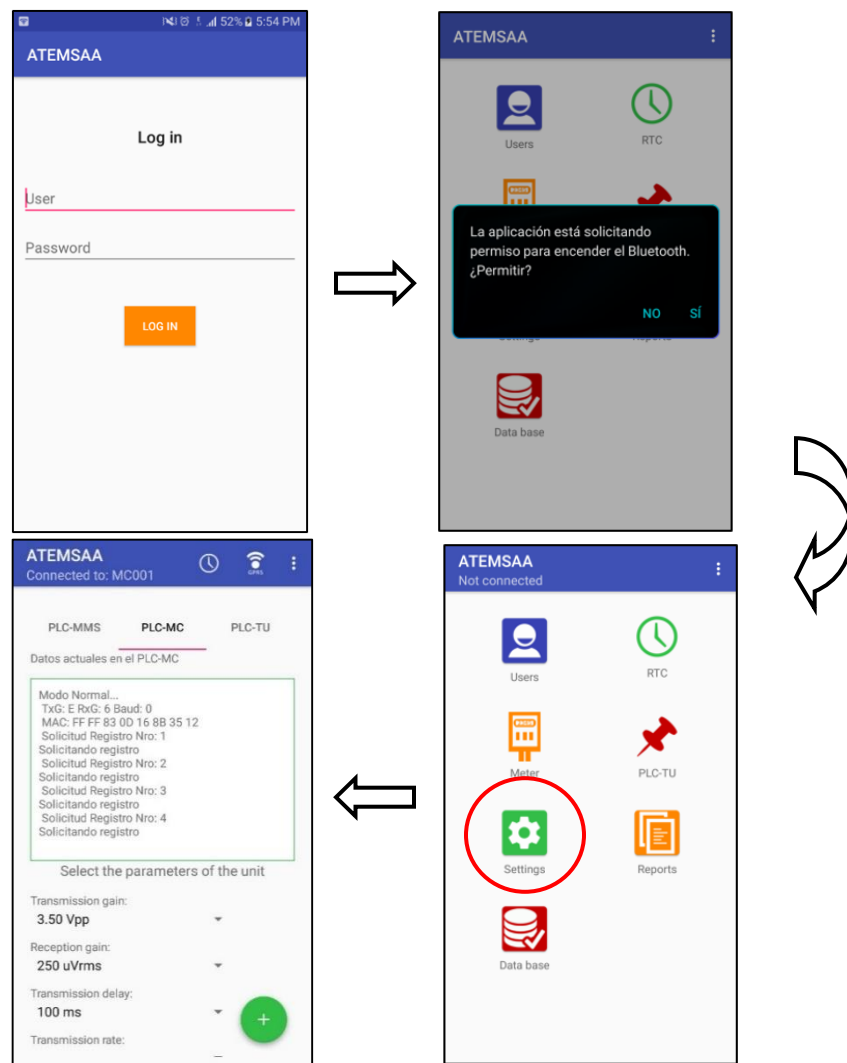 52% 5:54 PM
ATEMSAA
Log in
User
Password
LOG IN
ATEMSAA
Users
RTC
La aplicación está solicitando
permiso para encender el Bluetooth.
¿Permitir?
NO SÍ
Settings
Reports
Data base
ATEMSAA
Not connected
Users
RTC
Meter
PLC-TU
Settings
Reports
Data base
ATEMSAA
Connected to: MC001
GPRS
PLC-MMS PLC-MC PLC-TU
Datos actuales en el PLC-MC
Modo Normal...
TxG: E RxG: 6 Baud: 0
MAC: FF FF 83 0D 16 8B 35 12
Solicitud Registro Nro: 1
Solicitando registro
Solicitud Registro Nro: 2
Solicitando registro
Solicitud Registro Nro: 3
Solicitando registro
Solicitud Registro Nro: 4
Solicitando registro
Select the parameters of the unit
Transmission gain:
3.50 Vpp
Reception gain:
250 uVrms
Transmission delay:
100 ms
+
Transmission rate: